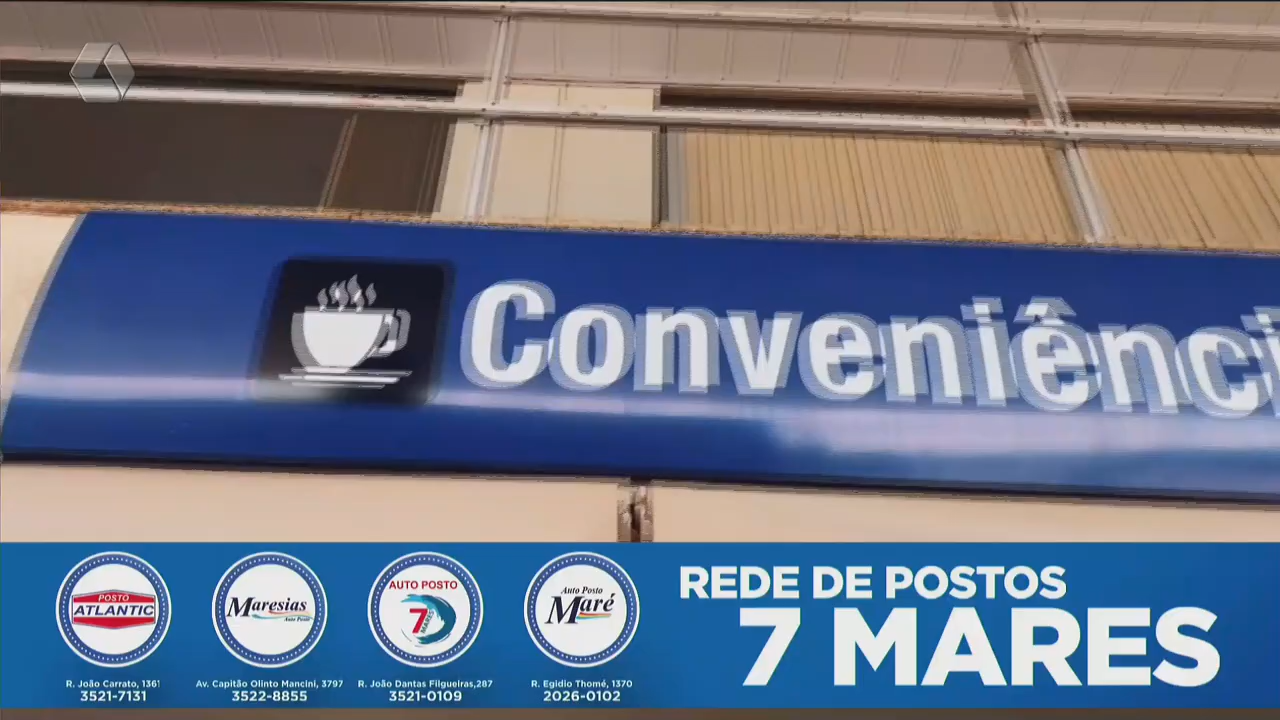 Conveniênci
POSTO
ATLANTIC
R. João Carrato, 1361
3521-7131
Maresias
Auto Posto
Av. Capitão Olinto Mancini, 3797
3522-8855
AUTO POSTO
7
MARES
R. João Dantas Filgueiras,287
3521-0109
Auto Posto
Maré
R. Egidio Thomé, 1370
2026-0102
REDE DE POSTOS
7 MARES